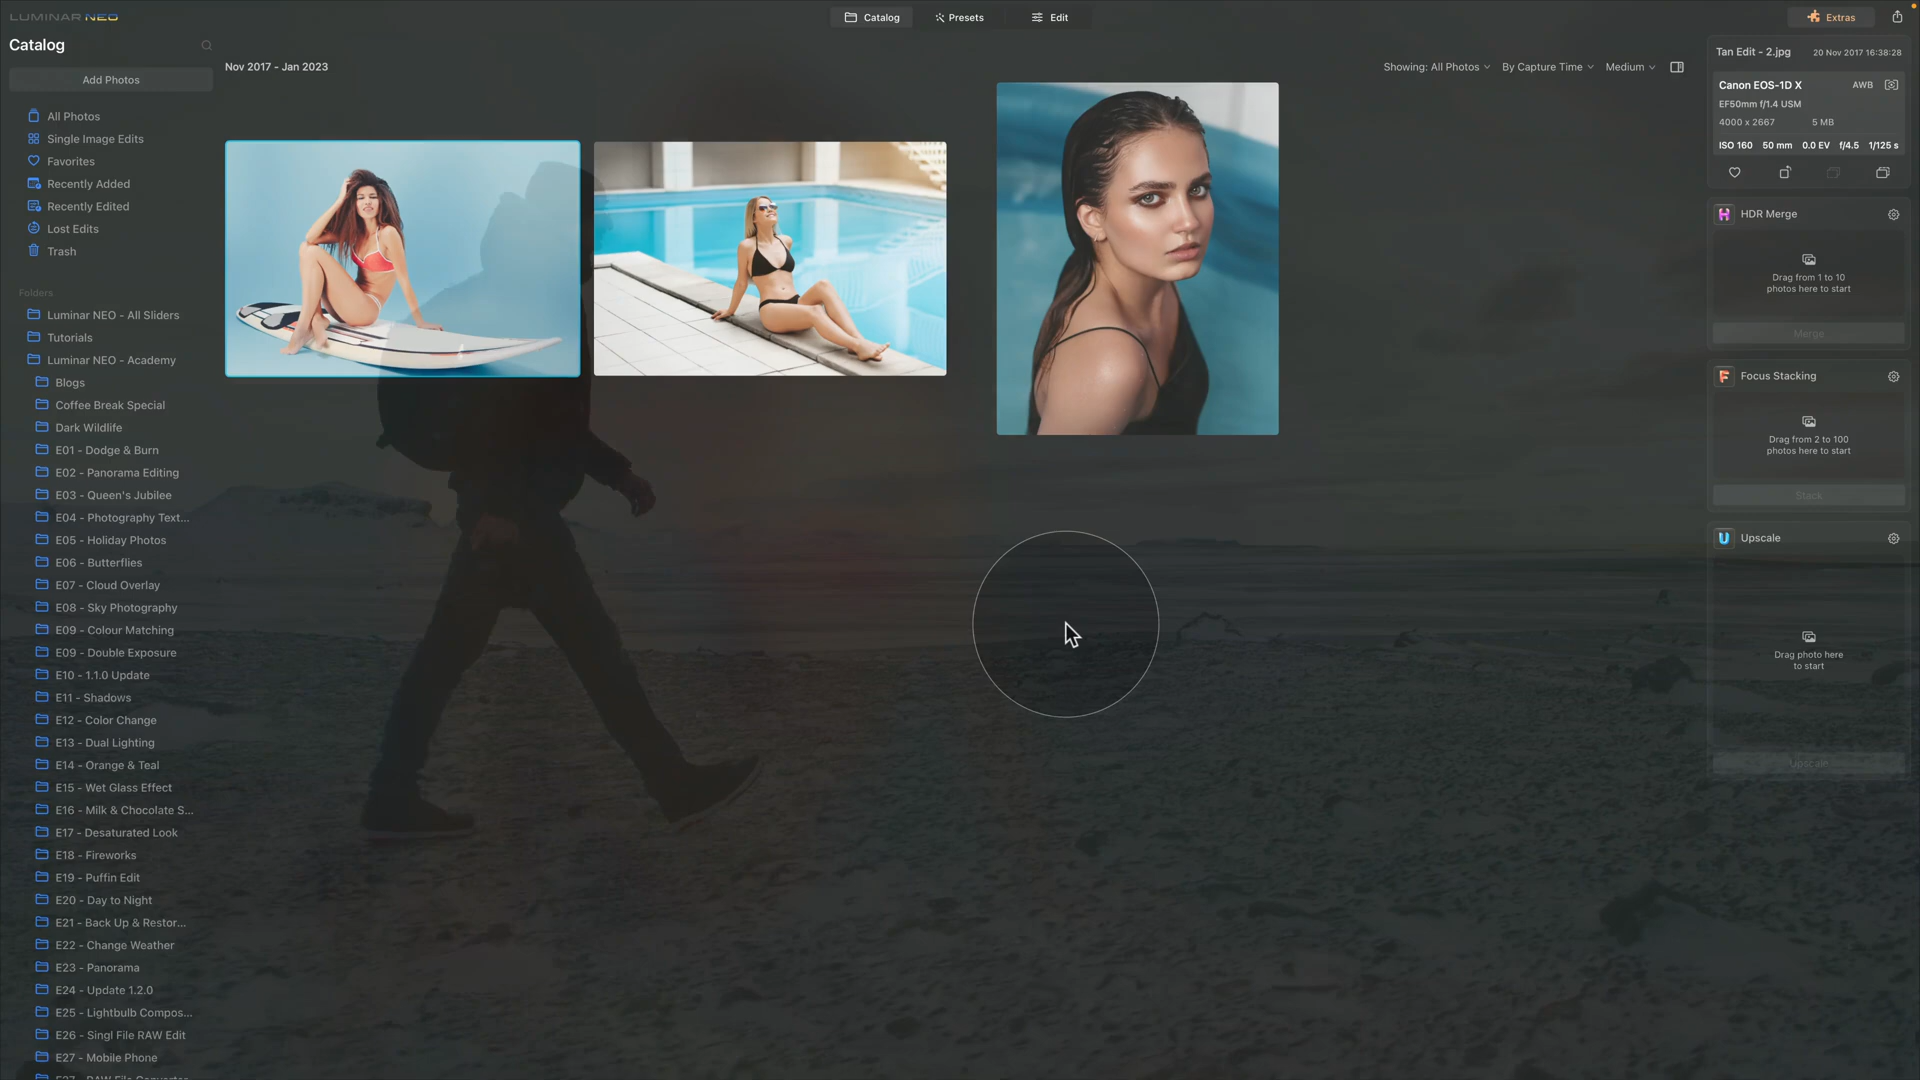 LUMINAR NEO
Catalog
Presets
Edit
Extras
Catalog
Add Photos
All Photos
Single Image Edits
Favorites
Recently Added
Recently Edited
Lost Edits
Trash
Folders
Luminar NEO - All Sliders
Tutorials
Luminar NEO - Academy
Blogs
Coffee Break Special
Dark Wildlife
E01 - Dodge & Burn
E02 - Panorama Editing
E03 - Queen's Jubilee
E04 - Photography Text...
E05 - Holiday Photos
E06 - Butterflies
E07 - Cloud Overlay
E08 - Sky Photography
E09 - Colour Matching
E09 - Double Exposure
E10 - 1.1.0 Update
E11 - Shadows
E12 - Color Change
E13 - Dual Lighting
E14 - Orange & Teal
E15 - Wet Glass Effect
E16 - Milk & Chocolate S...
E17 - Desaturated Look
E18 - Fireworks
E19 - Puffin Edit
E20 - Day to Night
E21 - Back Up & Restor...
E22 - Change Weather
E23 - Panorama
E24 - Update 1.2.0
E25 - Lightbulb Compos...
E26 - Singl File RAW Edit
E27 - Mobile Phone
E27 - RAW File Converter
Nov 2017 - Jan 2023
Showing: All Photos
By Capture Time
Medium
Tan Edit - 2.jpg 20 Nov 2017 16:38:28
Canon EOS-1D X AWB
EF50mm f/1.4 USM
4000 x 2667 5 MB
ISO 160 50 mm 0.0 EV f/4.5 1/125 s
HDR Merge
Drag from 1 to 10
photos here to start
Merge
Focus Stacking
Drag from 2 to 100
photos here to start
Stack
Upscale
Drag photo here
to start
Upscale